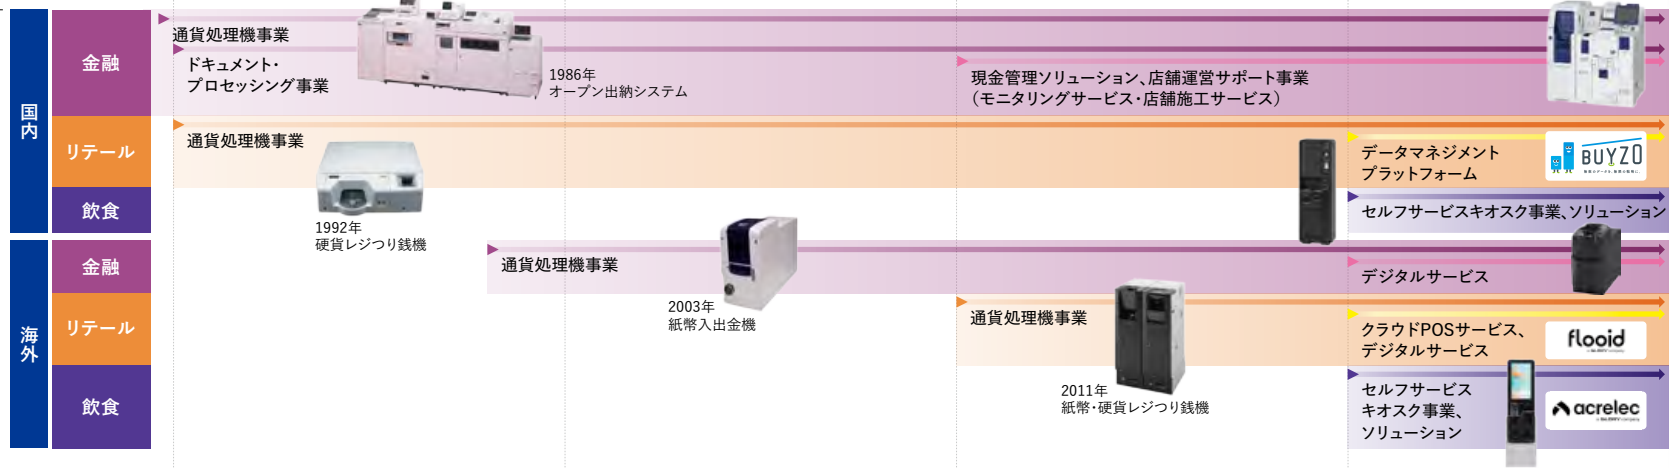 国内
金融
通貨処理機事業
ドキュメント・
プロセッシング事業
1986年
オープン出納システム
現金管理ソリューション、店舗運営サポート事業
（モニタリングサービス・店舗施工サービス）
リテール
通貨処理機事業
1992年
硬貨レジつり銭機
データマネジメント
プラットフォーム
BUYZO
飲食
セルフサービスキオスク事業、ソリューション
海外
金融
通貨処理機事業
2003年
紙幣入出金機
デジタルサービス
リテール
通貨処理機事業
2011年
紙幣・硬貨レジつり銭機
クラウドPOSサービス、
デジタルサービス
flooid
飲食
セルフサービス
キオスク事業、
ソリューション
acrelec